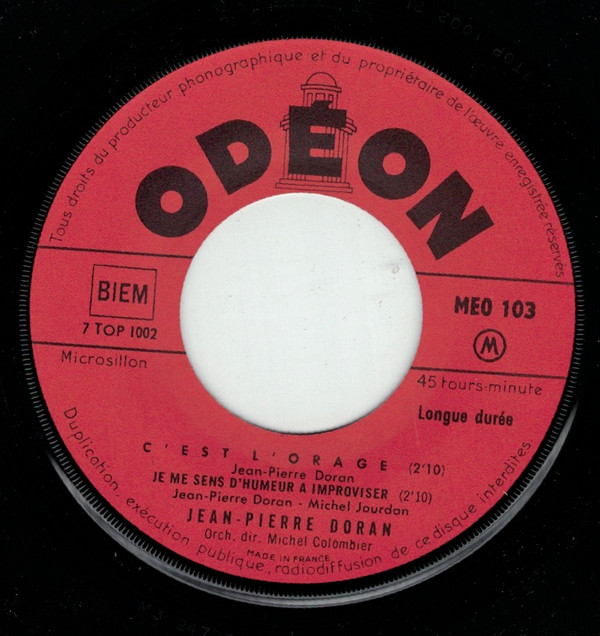 Tous droits du producteur phonographique et du propriétaire de l'œuvre enregistrée réservés
ODÉON
BIEM
7 TOP 1002
MEO 103
M
Microsillon
45 tours-minute
Longue durée
C'EST L'ORAGE (2'10)
Jean-Pierre Doran
JE ME SENS D'HUMEUR A IMPROVISER (2'10)
Jean-Pierre Doran - Michel Jourdan
JEAN-PIERRE DORAN
Orch. dir. Michel Colombier
MADE IN FRANCE
Duplication, exécution publique, radiodiffusion de ce disque interdites